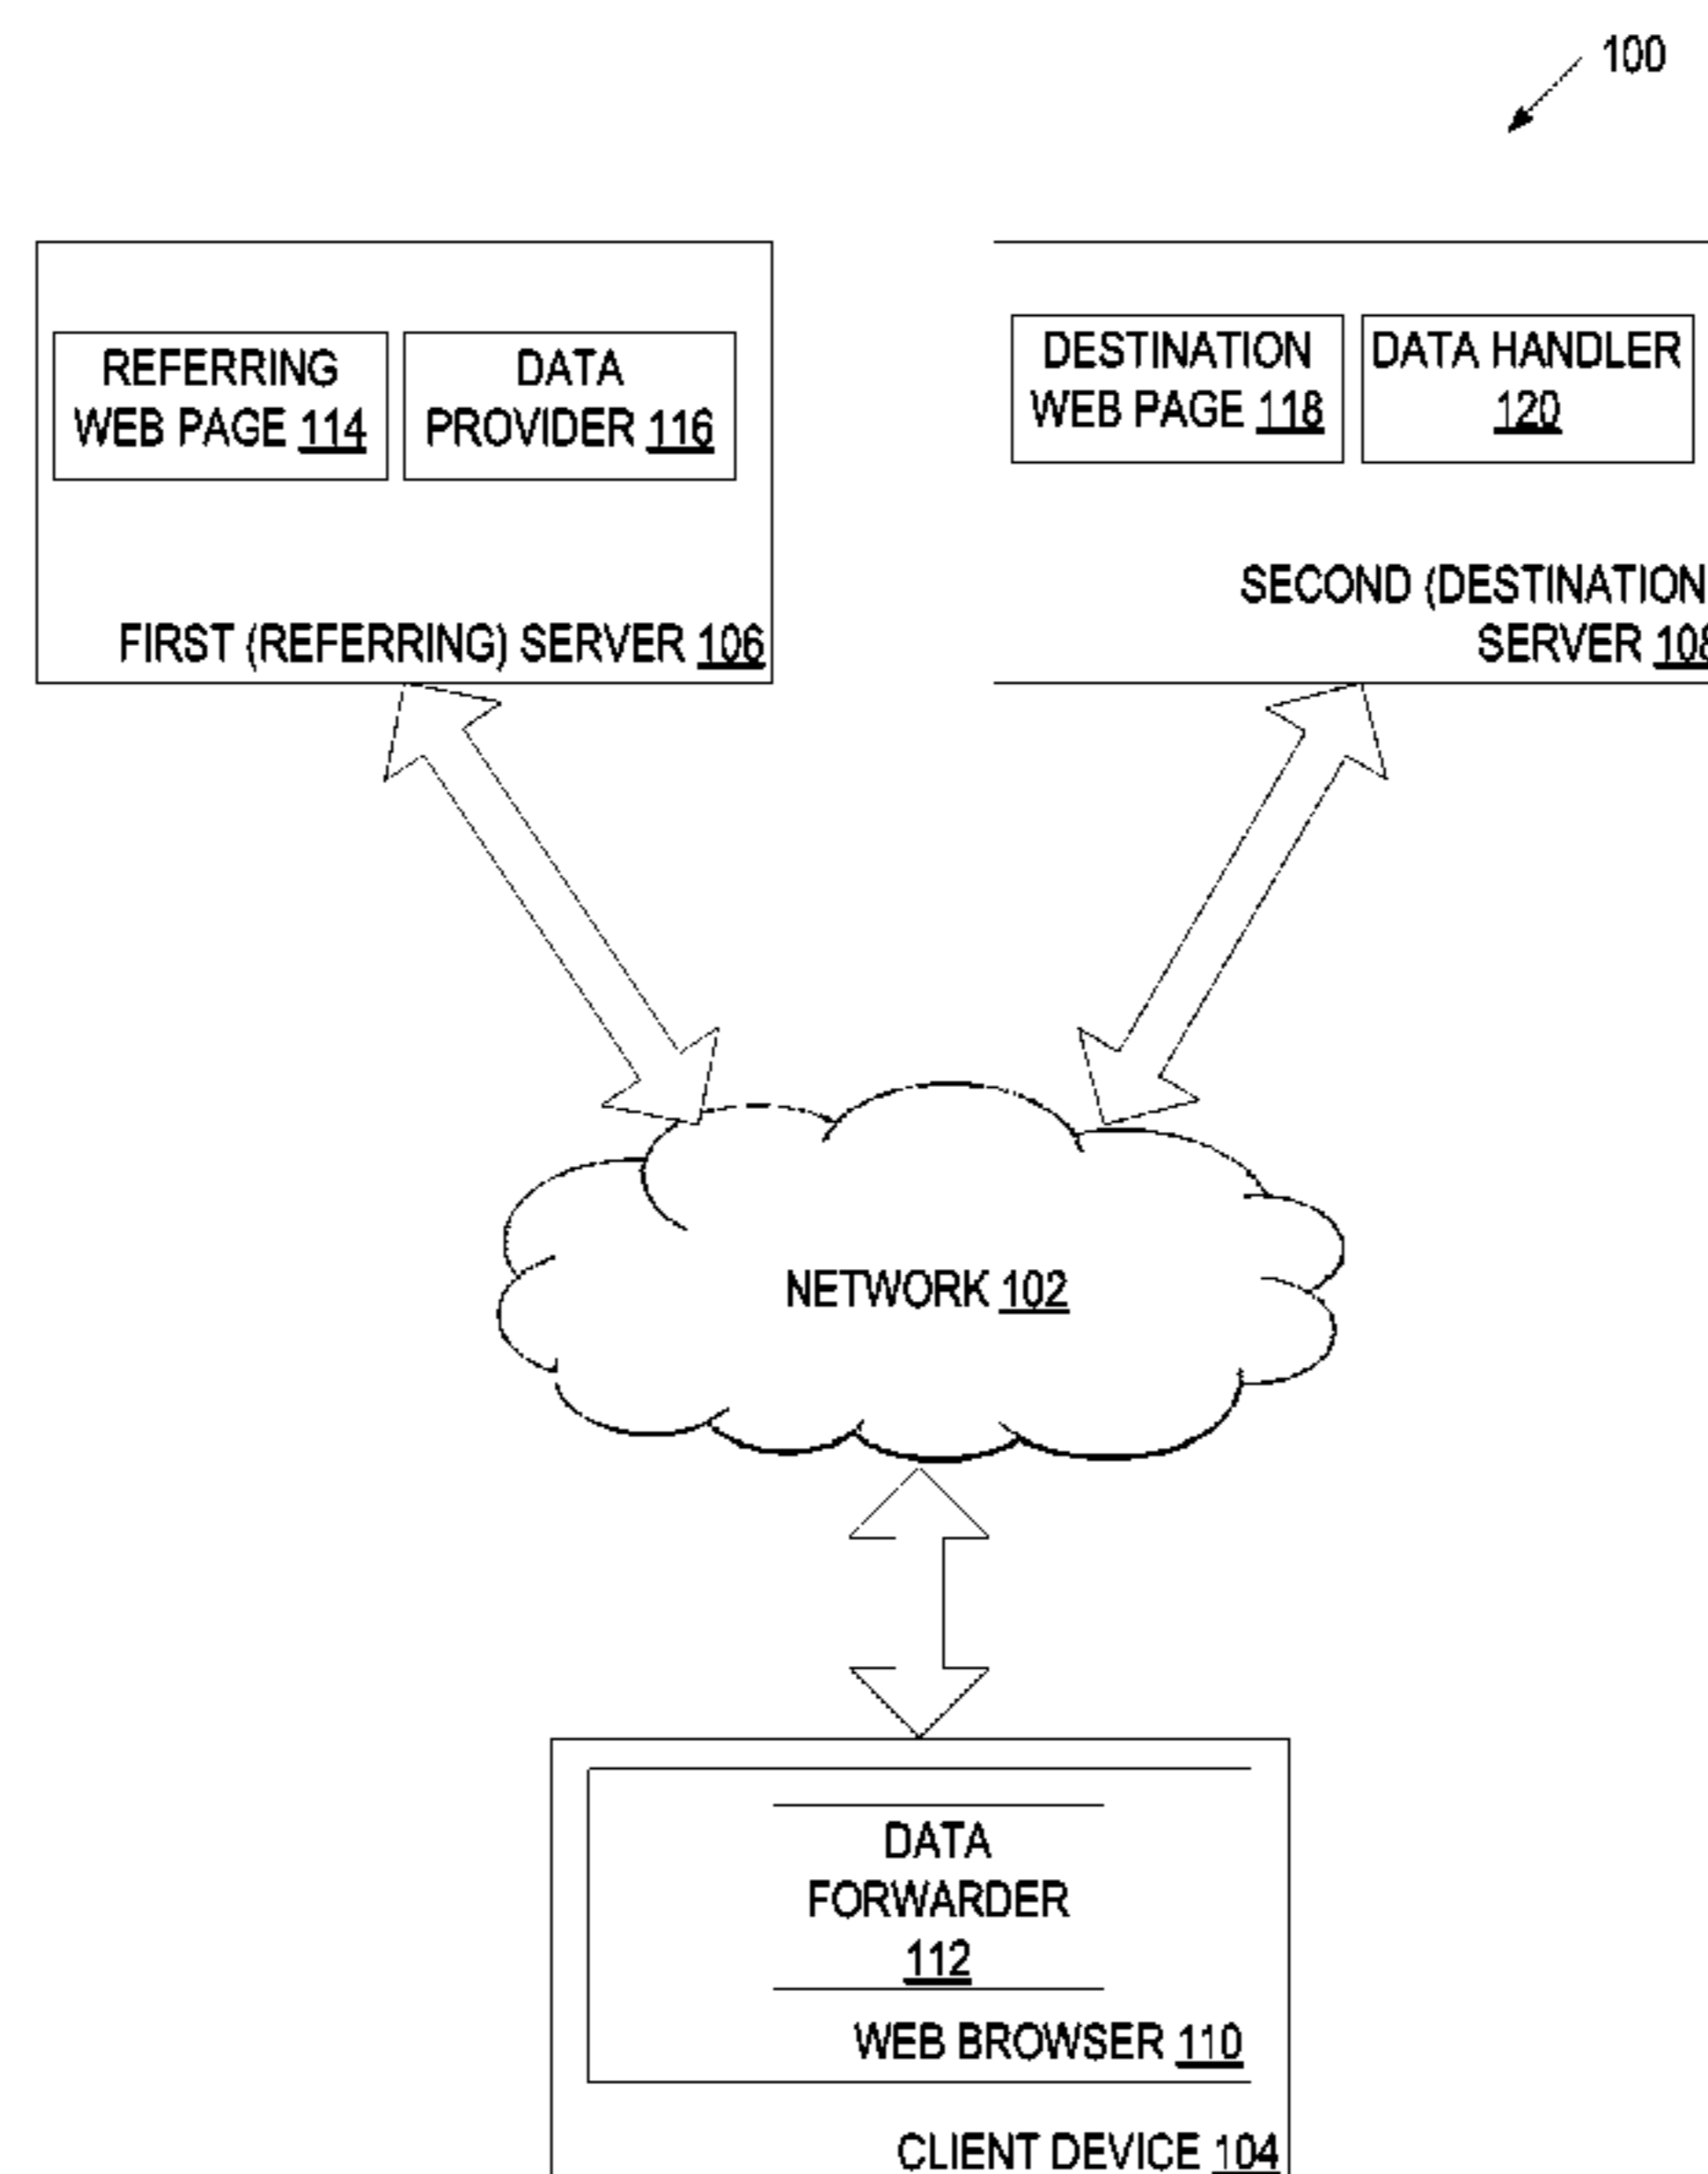 100
REFERRING
WEB PAGE 114
DATA
PROVIDER 116
FIRST (REFERRING) SERVER 106
DESTINATION
WEB PAGE 118
DATA HANDLER
120
SECOND (DESTINATION
SERVER 108
NETWORK 102
DATA
FORWARDER
112
WEB BROWSER 110
CLIENT DEVICE 104